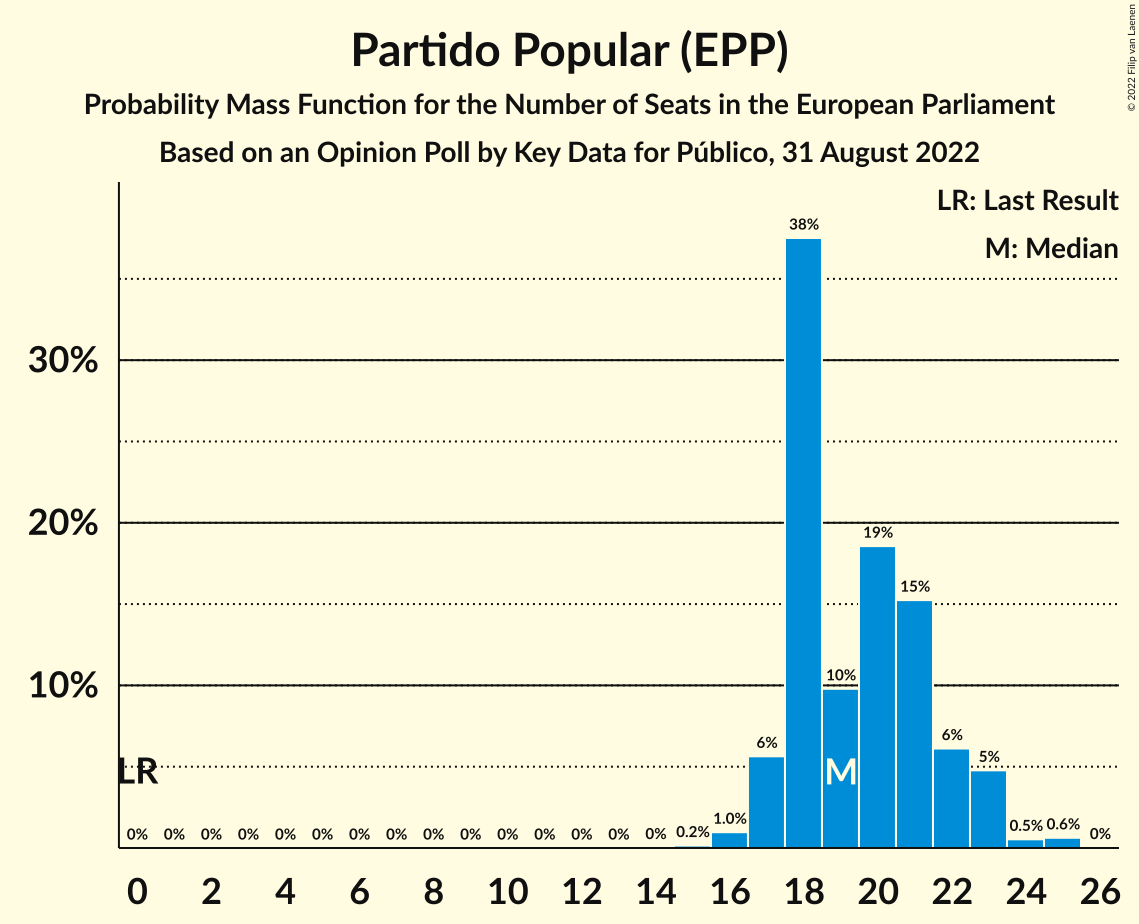 Partido Popular (EPP)
Probability Mass Function for the Number of Seats in the European Parliament
Based on an Opinion Poll by Key Data for Público, 31 August 2022
© 2022 Filip van Laenen
LR: Last Result
M: Median
38%
30%
20%
19%
15%
10%
10%
6%
6%
5%
LR
M
0% 0% 0% 0% 0% 0% 0% 0% 0% 0% 0% 0% 0% 0% 0% 0.2% 1.0% 0.5% 0.6% 0%
0 2 4 6 8 10 12 14 16 18 20 22 24 26